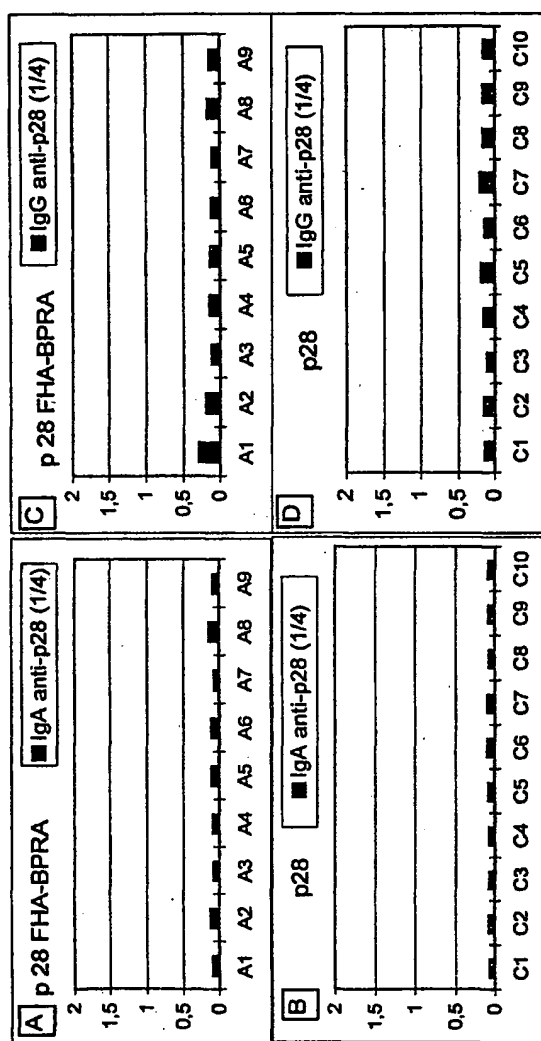 A
p 28 FHA-BPRA
IgA anti-p28 (1/4)
2
1,5
1
0,5
0
A1 A2 A3 A4 A5 A6 A7 A8 A9
C
p 28 FHA-BPRA
IgG anti-p28 (1/4)
2
1,5
1
0,5
0
A1 A2 A3 A4 A5 A6 A7 A8 A9
B
p28
IgA anti-p28 (1/4)
2
1,5
1
0,5
0
C1 C2 C3 C4 C5 C6 C7 C8 C9 C10
D
p28
IgG anti-p28 (1/4)
2
1,5
1
0,5
0
C1 C2 C3 C4 C5 C6 C7 C8 C9 C10